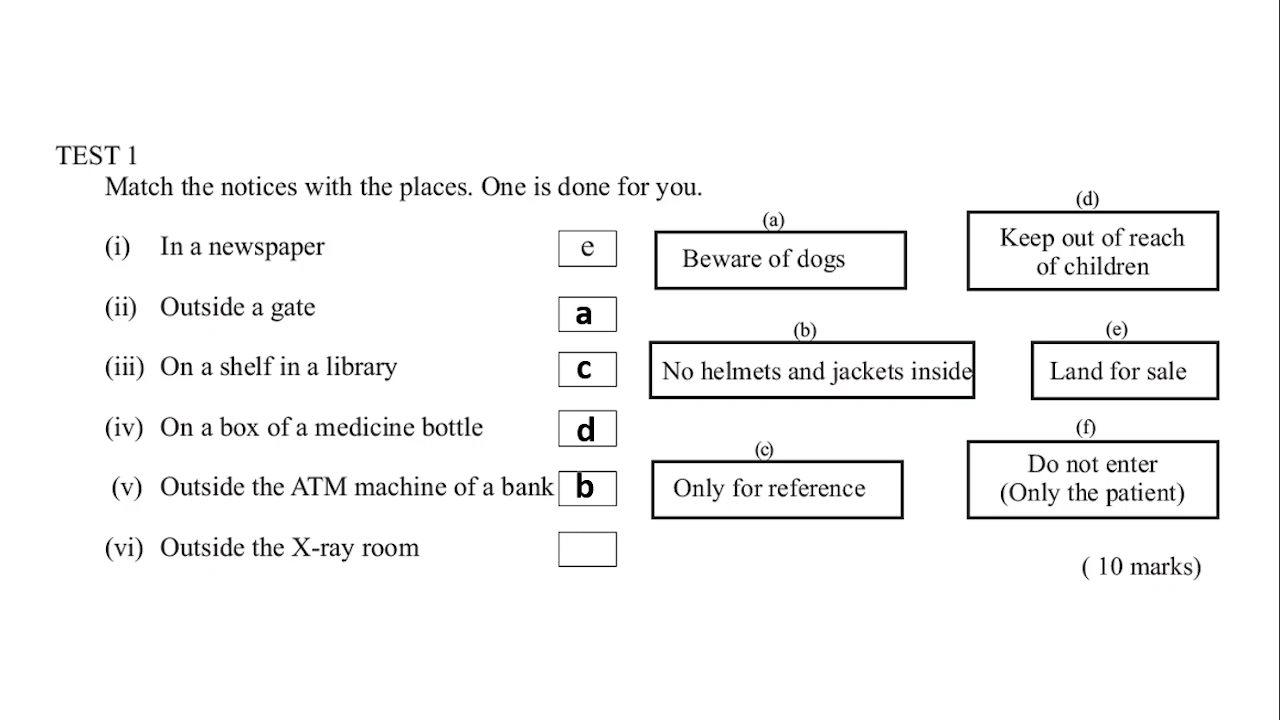 TEST 1
Match the notices with the places. One is done for you.
(i) In a newspaper e
(ii) Outside a gate a
(iii) On a shelf in a library c
(iv) On a box of a medicine bottle d
(v) Outside the ATM machine of a bank b
(vi) Outside the X-ray room
(a)
Beware of dogs
(b)
No helmets and jackets inside
(c)
Only for reference
(d)
Keep out of reach
of children
(e)
Land for sale
(f)
Do not enter
(Only the patient)
( 10 marks)